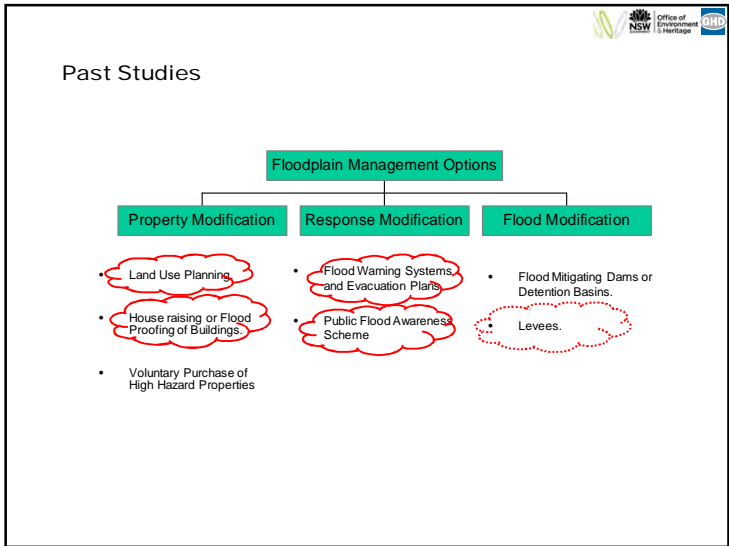 NSW
GOVERNMENT
Office of
Environment
& Heritage
GHD
Past Studies
Floodplain Management Options
Property Modification
Response Modification
Flood Modification
• Land Use Planning.
• House raising or Flood
Proofing of Buildings.
• Voluntary Purchase of
High Hazard Properties
• Flood Warning Systems
and Evacuation Plans
• Public Flood Awareness
Scheme
• Flood Mitigating Dams or
Detention Basins.
• Levees.